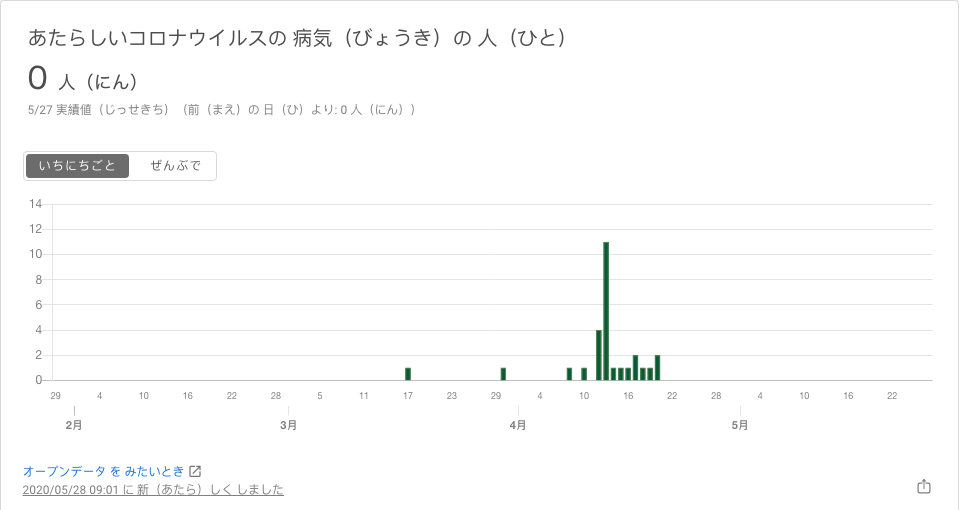 あたらしいコロナウイルスの 病気（びょうき）の 人（ひと）
0 人（にん）
5/27 実績値（じっせきち）（前（まえ）の 日（ひ）より: 0 人（にん））
いちにちごと ぜんぶで
14
12
10
8
6
4
2
0
29 4 10 16 22 28 5 11 17 23 29 4 10 16 22 28 4 10 16 22
2月 3月 4月 5月
オープンデータ を みたいとき
2020/05/28 09:01 に 新（あたら）しく しました